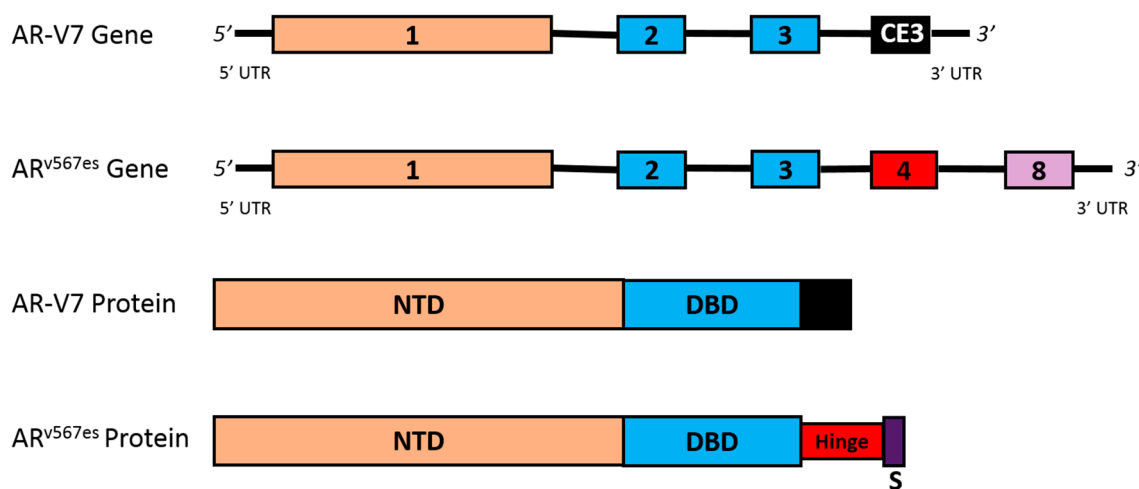 AR-V7 Gene 5’ 1 2 3 CE3 3’
5’ UTR 3’ UTR
ARv567es Gene 5’ 1 2 3 4 8 3’
5’ UTR 3’ UTR
AR-V7 Protein NTD DBD
ARv567es Protein NTD DBD Hinge
S